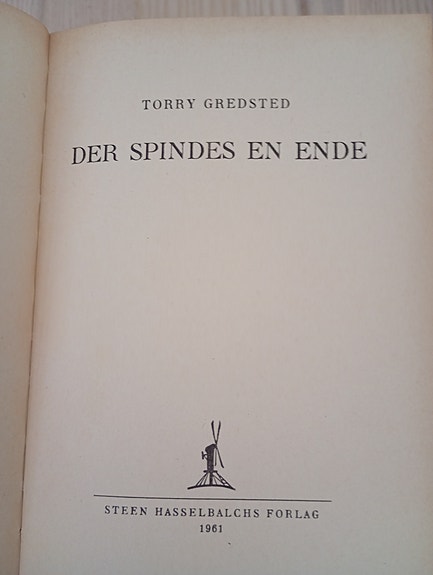 TORRY GREDSTED
DER SPINDES EN ENDE
STEEN HASSELBALCHS FORLAG
1961